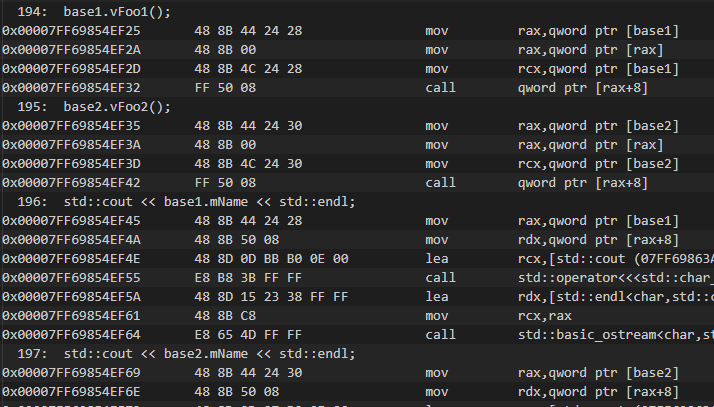 194: base1.vFoo1();
0x00007FF69854EF25 48 8B 44 24 28 mov rax,qword ptr [base1]
0x00007FF69854EF2A 48 8B 00 mov rax,qword ptr [rax]
0x00007FF69854EF2D 48 8B 4C 24 28 mov rcx,qword ptr [base1]
0x00007FF69854EF32 FF 50 08 call qword ptr [rax+8]
195: base2.vFoo2();
0x00007FF69854EF35 48 8B 44 24 30 mov rax,qword ptr [base2]
0x00007FF69854EF3A 48 8B 00 mov rax,qword ptr [rax]
0x00007FF69854EF3D 48 8B 4C 24 30 mov rcx,qword ptr [base2]
0x00007FF69854EF42 FF 50 08 call qword ptr [rax+8]
196: std::cout << base1.mName << std::endl;
0x00007FF69854EF45 48 8B 44 24 28 mov rax,qword ptr [base1]
0x00007FF69854EF4A 48 8B 50 08 mov rdx,qword ptr [rax+8]
0x00007FF69854EF4E 48 8D 0D BB B0 0E 00 lea rcx,[std::cout (07FF69863A
0x00007FF69854EF55 E8 B8 3B FF FF call std::operator<<<std::char_
0x00007FF69854EF5A 48 8D 15 23 38 FF FF lea rdx,[std::endl<char,std::c
0x00007FF69854EF61 48 8B C8 mov rcx,rax
0x00007FF69854EF64 E8 65 4D FF FF call std::basic_ostream<char,st
197: std::cout << base2.mName << std::endl;
0x00007FF69854EF69 48 8B 44 24 30 mov rax,qword ptr [base2]
0x00007FF69854EF6E 48 8B 50 08 mov rdx,qword ptr [rax+8]